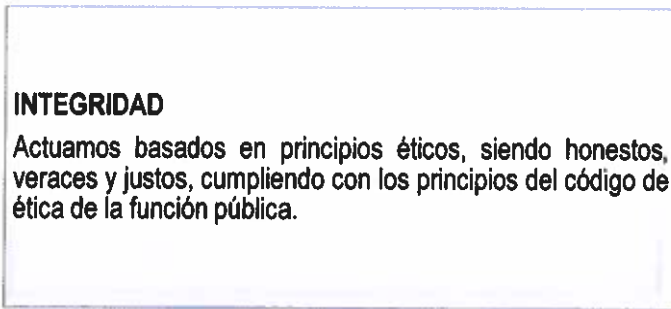 INTEGRIDAD
Actuamos basados en principios éticos, siendo honestos,
veraces y justos, cumpliendo con los principios del código de
ética de la función pública.